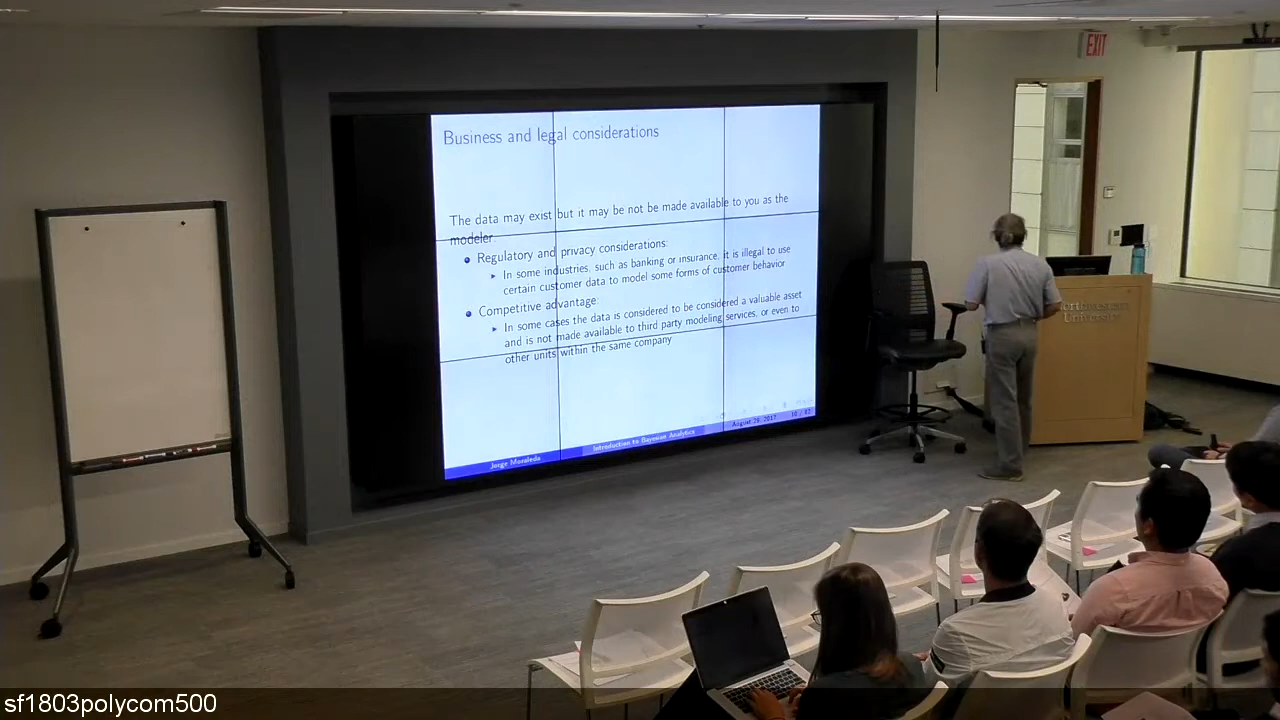 EXIT
Business and legal considerations
The data may exist but it may be not be made available to you as the
modeler.
Regulatory and privacy considerations:
In some industries, such as banking or insurance, it is illegal to use
certain customer data to model some forms of customer behavior
Competitive advantage:
In some cases the data is considered to be considered a valuable asset
and is not made available to third party modeling services, or even to
other units within the same company
Jorge Moraleda
Introduction to Bayesian Analytics
August 29, 2017
10 / 82
Northwestern
University
sf1803polycom500